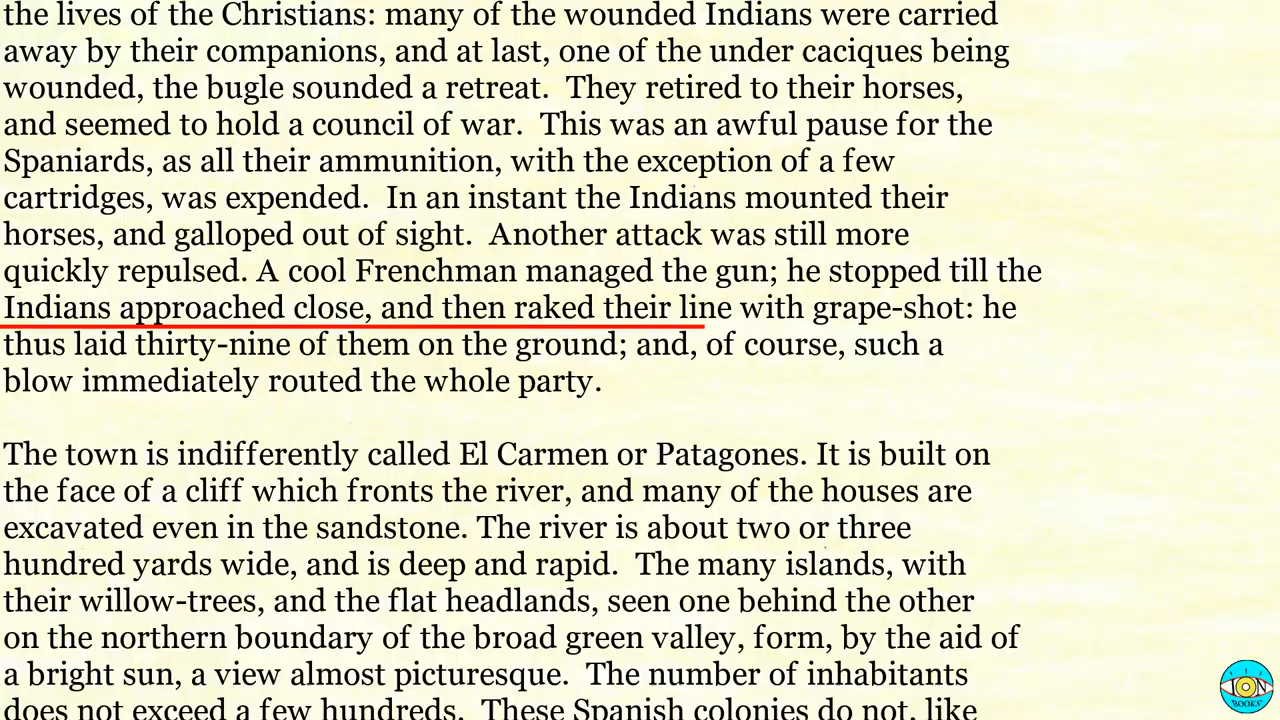 the lives of the Christians: many of the wounded Indians were carried
away by their companions, and at last, one of the under caciques being
wounded, the bugle sounded a retreat.  They retired to their horses,
and seemed to hold a council of war.  This was an awful pause for the
Spaniards, as all their ammunition, with the exception of a few
cartridges, was expended.  In an instant the Indians mounted their
horses, and galloped out of sight.  Another attack was still more
quickly repulsed. A cool Frenchman managed the gun; he stopped till the
Indians approached close, and then raked their line with grape-shot: he
thus laid thirty-nine of them on the ground; and, of course, such a
blow immediately routed the whole party.
The town is indifferently called El Carmen or Patagones. It is built on
the face of a cliff which fronts the river, and many of the houses are
excavated even in the sandstone. The river is about two or three
hundred yards wide, and is deep and rapid.  The many islands, with
their willow-trees, and the flat headlands, seen one behind the other
on the northern boundary of the broad green valley, form, by the aid of
a bright sun, a view almost picturesque.  The number of inhabitants
does not exceed a few hundreds.  These Spanish colonies do not, like
ION
BOOKS